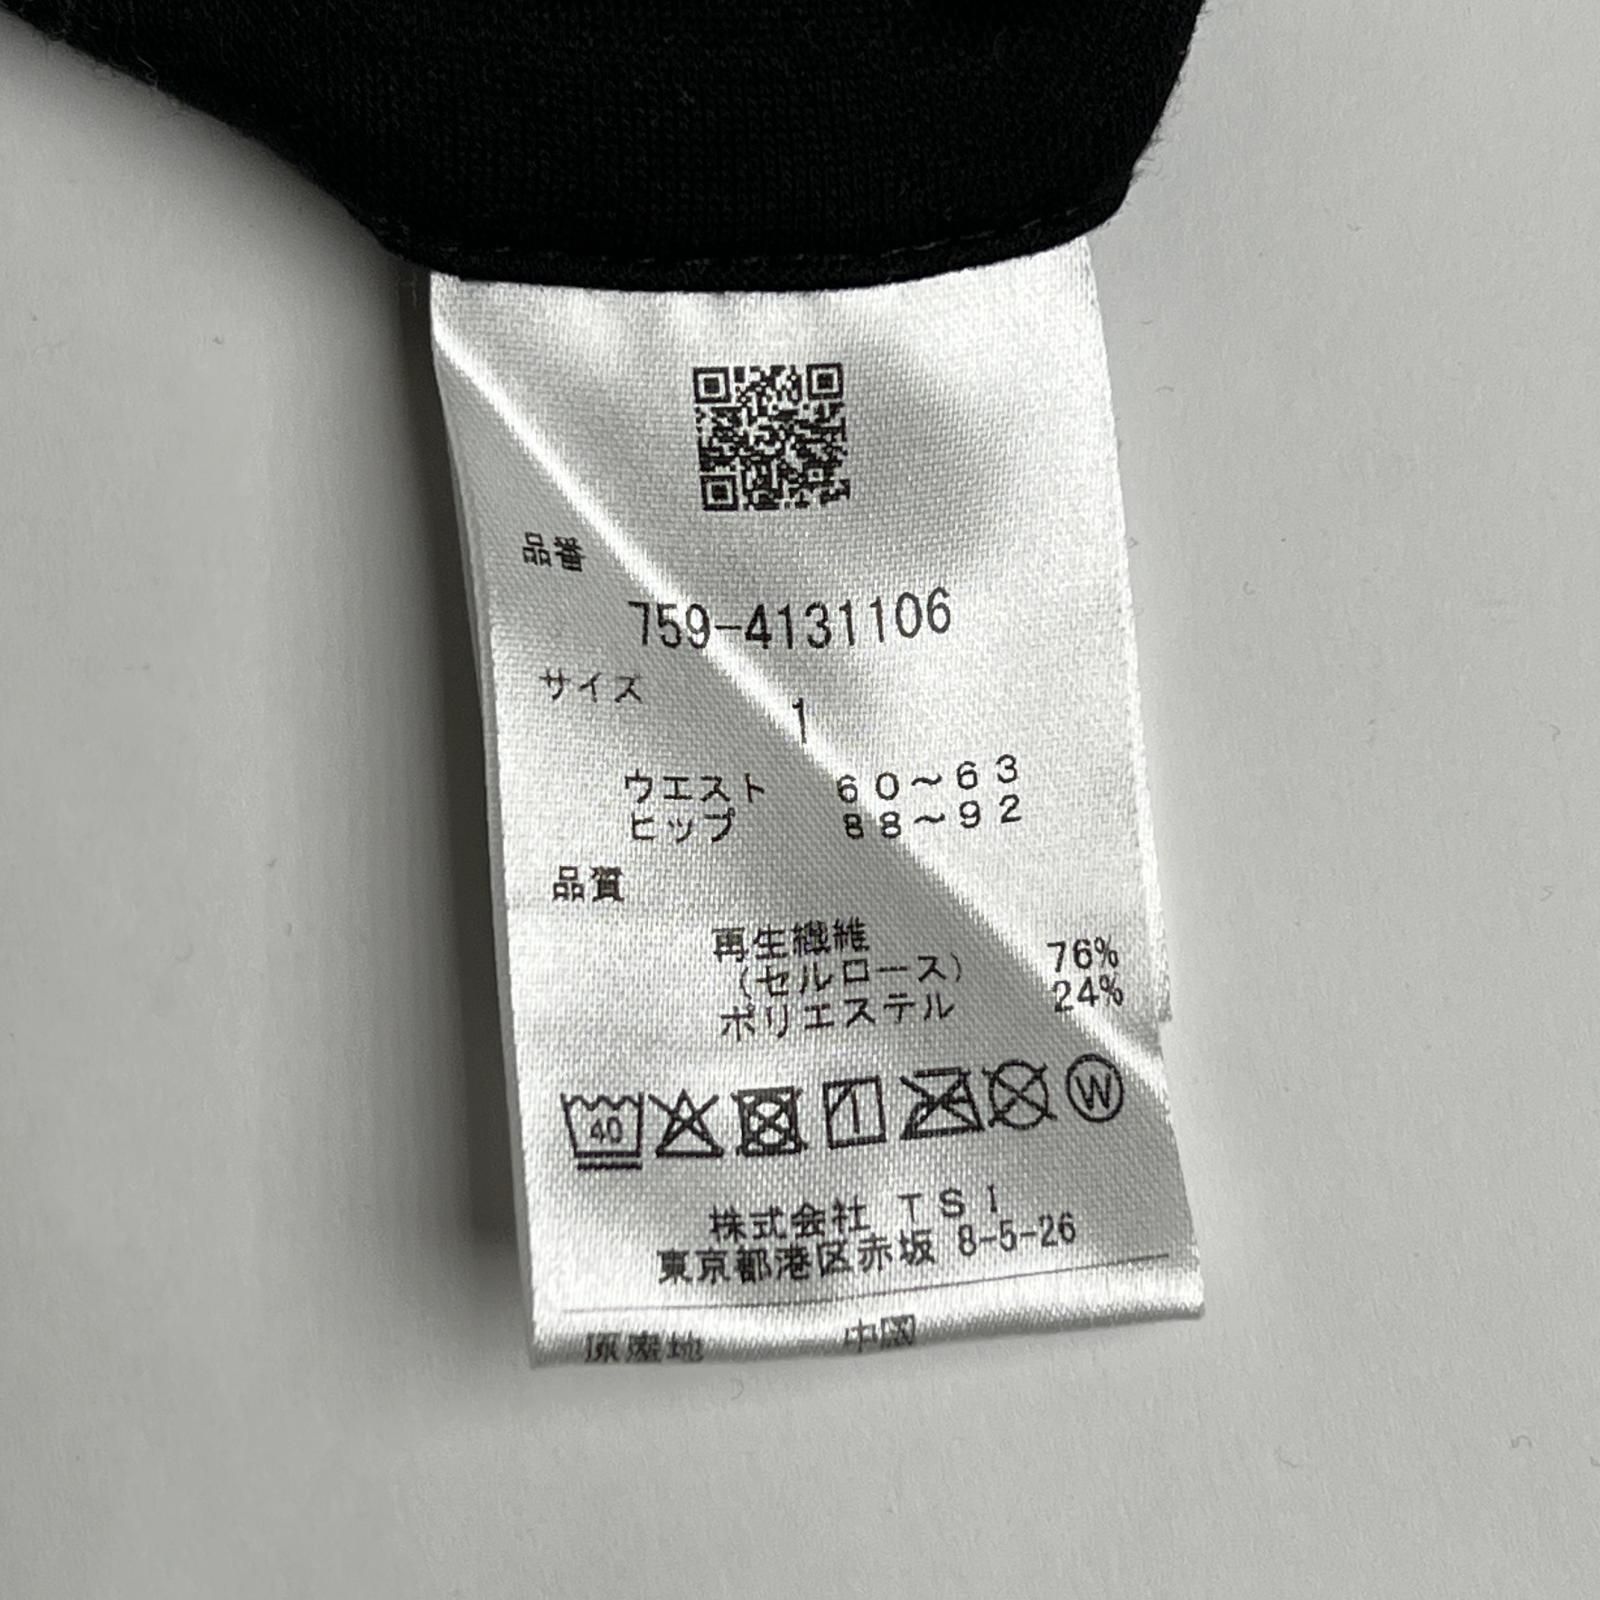 品番
759-4131106
サイズ
1
ウエスト 60～63
ヒップ 88～92
品質
再生繊維
(セルロース) 76%
ポリエステル 24%
40
W
株式会社 TSI
東京都港区赤坂 8-5-26
原産地 中国